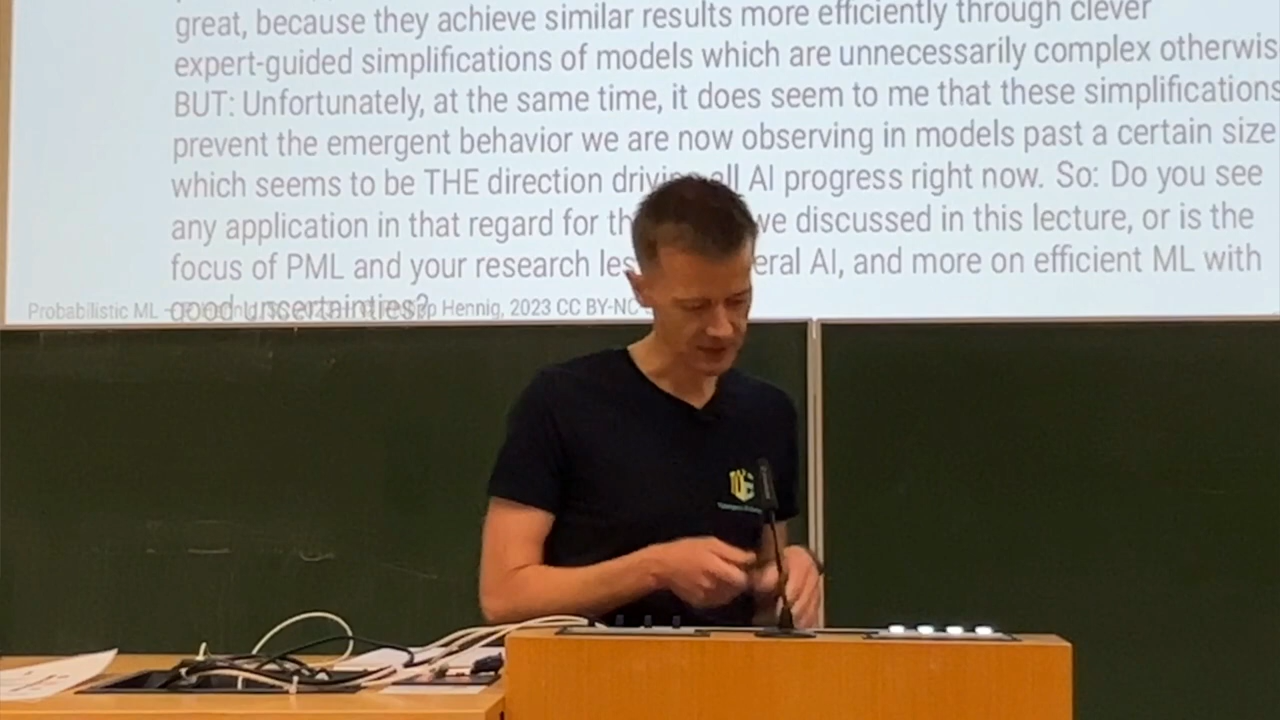 great, because they achieve similar results more efficiently through clever
expert-guided simplifications of models which are unnecessarily complex otherwis
BUT: Unfortunately, at the same time, it does seem to me that these simplifications
prevent the emergent behavior we are now observing in models past a certain size
which seems to be THE direction all AI progress right now. So: Do you see
any application in that regard for we discussed in this lecture, or is the
focus of PML and your research AI, and more on efficient ML with
good uncertainties?
Probabilistic ML Hennig, 2023 CC BY-NC